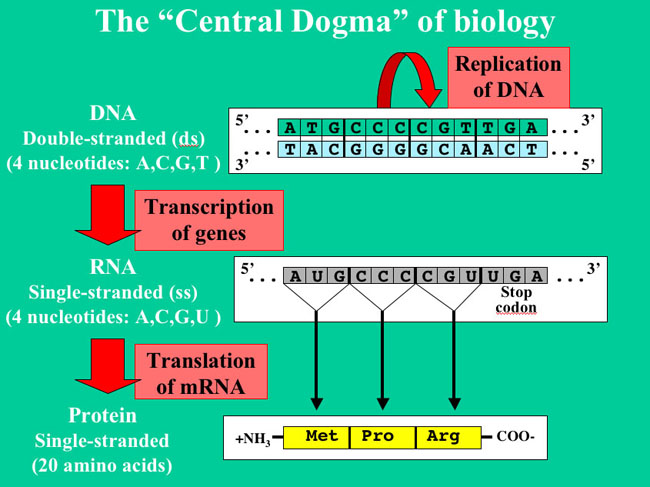 The “Central Dogma” of biology
Replication
of DNA
DNA
Double-stranded (ds)
(4 nucleotides: A,C,G,T )
5’ ... A T G C C C C G T T G A ... 3’
... T A C G G G G C A A C T ...
3’ 5’
Transcription
of genes
RNA
Single-stranded (ss)
(4 nucleotides: A,C,G,U )
5’ ... A U G C C C C G U U G A ... 3’
Stop
codon
Translation
of mRNA
Protein
Single-stranded
(20 amino acids)
+NH3 Met Pro Arg COO-